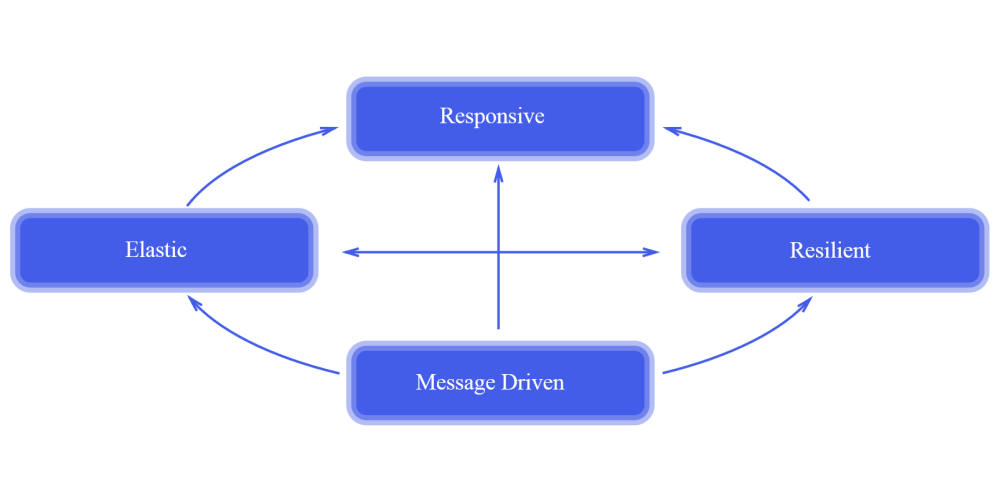 Responsive
Elastic
Resilient
Message Driven